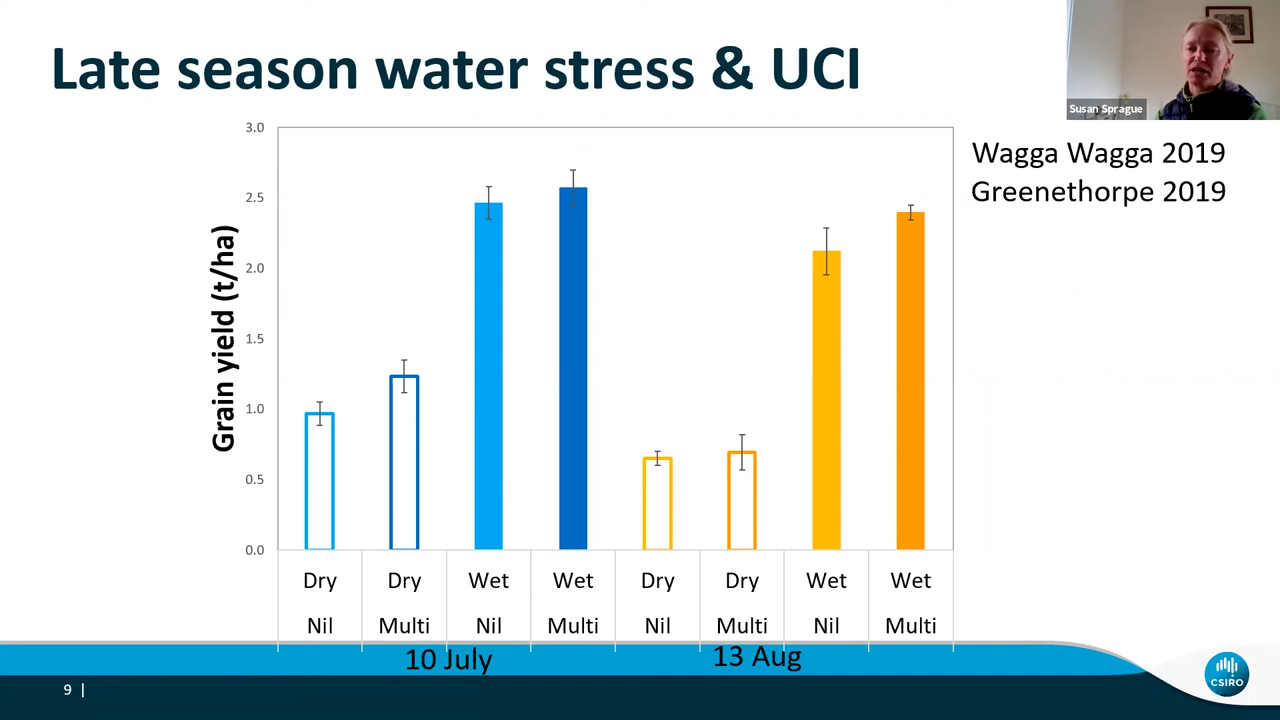 Late season water stress & UCI
Susan Sprague
Wagga Wagga 2019
Greenethorpe 2019
Grain yield (t/ha)
3.0
2.5
2.0
1.5
1.0
0.5
0.0
Dry Dry Wet Wet Dry Dry Wet Wet
Nil Multi Nil Multi Nil Multi Nil Multi
10 July 13 Aug
9 |
CSIRO